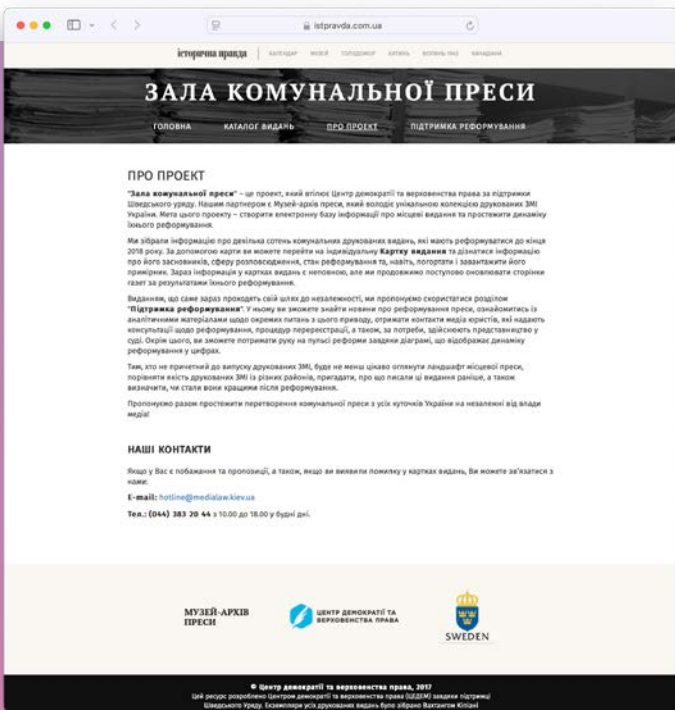 istpravda.com.ua
історична правда
КАЛЕНДАР МУЗЕЙ ГОЛОДОМОР КАТИНЬ ВОЛИНЬ 1943
ЗАЛА КОМУНАЛЬНОЇ ПРЕСИ
ГОЛОВНА КАТАЛОГ ВИДАНЬ ПРО ПРОЕКТ ПІДТРИМКА РЕФОРМУВАННЯ
ПРО ПРОЕКТ
"Зала комунальної преси" – це проект, який втілює Центр демократії та верховенства права за підтримки
Шведського уряду. Нашим партнером є Музей-архів преси, який володіє унікальною колекцією друкованих ЗМІ
України. Мета цього проекту – створити електронну базу інформації про місцеві видання та простежити динаміку
їхнього реформування.
Ми зібрали інформацію про декілька сотень комунальних друкованих видань, які мають реформуватися до кінця
2018 року. За допомогою карти ви можете перейти на індивідуальну Картку видання та дізнатися інформацію
про його засновників, сферу розповсюдження, стан реформування та, навіть, погортати і завантажити його
примірник. Зараз інформація у картках видань є неповною, але ми продовжимо поступово оновлювати сторінки
газет за результатами їхнього реформування.
Виданням, що саме зараз проходять свій шлях до незалежності, ми пропонуємо скористатися розділом
"Підтримка реформування". У ньому ви зможете знайти новини про реформування преси, ознайомитись із
аналітичними матеріалами щодо окремих питань з цього приводу, отримати контакти медіа юристів, які надають
консультації щодо реформування, процедур перереєстрації, а також, за потреби, здійснюють представництво у
суді. Окрім цього, ви зможете потримати руку на пульсі реформи завдяки діаграмі, що відображає динаміку
реформування у цифрах.
Тим, хто не причетний до випуску друкованих ЗМІ, буде не менш цікаво оглянути ландшафт місцевої преси,
порівняти якість друкованих ЗМІ із різних районів, пригадати, про що писали ці видання раніше, а також
визначити, чи стали вони кращими після реформування.
Пропонуємо разом простежити перетворення комунальної преси з усіх куточків України на незалежні від влади
медіа!
НАШІ КОНТАКТИ
Якщо у Вас є побажання та пропозиції, а також, якщо ви виявили помилку у картках видань, Ви можете зв'язатися з
нами:
E-mail: hotline@medialaw.kiev.ua
Тел.: (044) 383 20 44 з 10.00 до 18.00 у будні дні.
МУЗЕЙ-АРХІВ
ПРЕСИ
ЦЕНТР ДЕМОКРАТІЇ ТА
ВЕРХОВЕНСТВА ПРАВА
SWEDEN
© Центр демократії та верховенства права, 2017
Цей ресурс розроблено Центром демократії та верховенства права (ЦЕДЕМ) завдяки підтримці
Шведського Уряду. Екземпляри усіх друкованих видань було зібрано Вахтангом Кіпіані